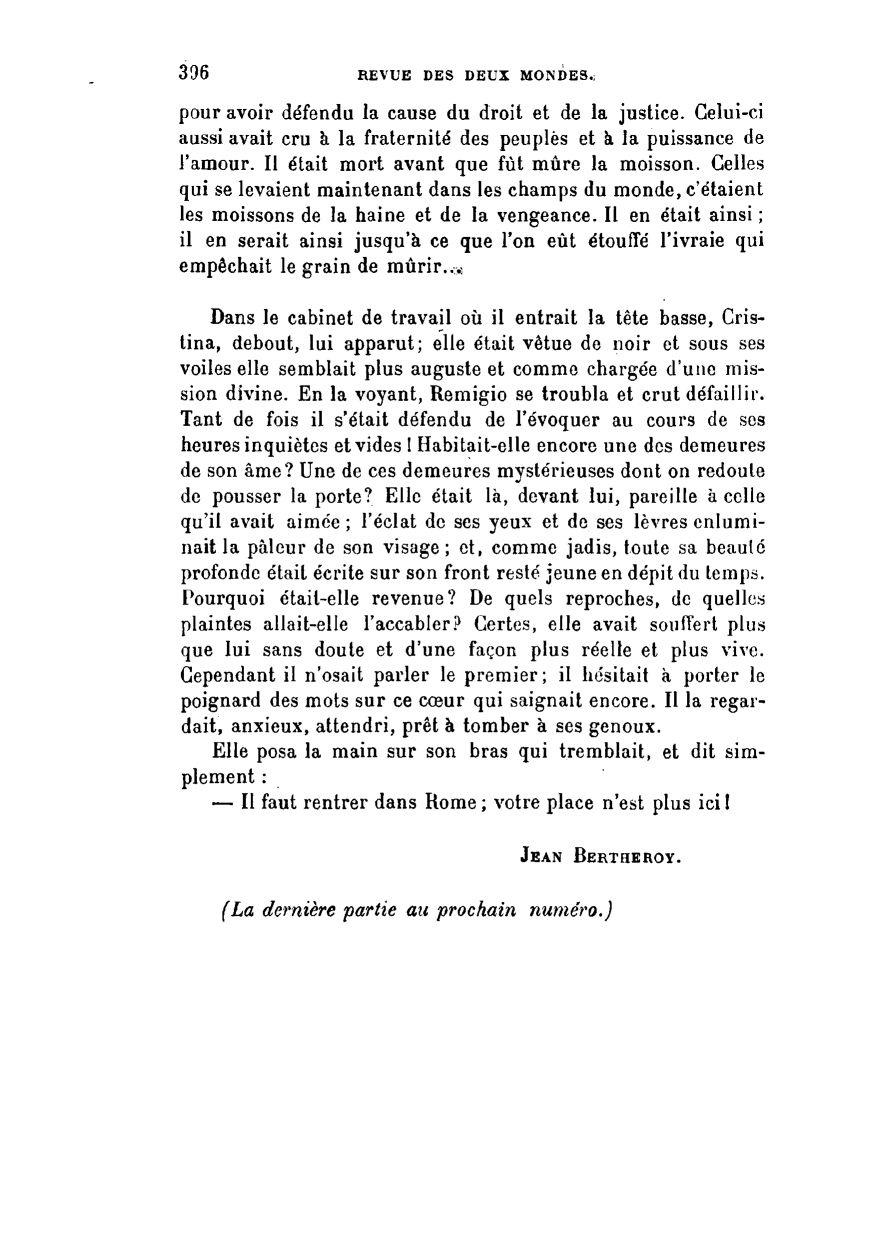 396 REVUE DES DEUX MONDES.
pour avoir défendu la cause du droit et de la justice. Celui-ci
aussi avait cru à la fraternité des peuples et à la puissance de
l'amour. Il était mort avant que fût mûre la moisson. Celles
qui se levaient maintenant dans les champs du monde, c'étaient
les moissons de la haine et de la vengeance. Il en était ainsi ;
il en serait ainsi jusqu'à ce que l'on eût étouffé l'ivraie qui
empêchait le grain de mûrir...
Dans le cabinet de travail où il entrait la tête basse, Cris-
tina, debout, lui apparut; elle était vêtue de noir et sous ses
voiles elle semblait plus auguste et comme chargée d'une mis-
sion divine. En la voyant, Remigio se troubla et crut défaillir.
Tant de fois il s'était défendu de l'évoquer au cours de ses
heures inquiètes et vides ! Habitait-elle encore une des demeures
de son âme? Une de ces demeures mystérieuses dont on redoute
de pousser la porte? Elle était là, devant lui, pareille à celle
qu'il avait aimée ; l'éclat de ses yeux et de ses lèvres enlumi-
nait la pâleur de son visage ; et, comme jadis, toute sa beauté
profonde était écrite sur son front resté jeune en dépit du temps.
Pourquoi était-elle revenue? De quels reproches, de quelles
plaintes allait-elle l'accabler? Certes, elle avait souffert plus
que lui sans doute et d'une façon plus réelle et plus vive.
Cependant il n'osait parler le premier; il hésitait à porter le
poignard des mots sur ce cœur qui saignait encore. Il la regar-
dait, anxieux, attendri, prêt à tomber à ses genoux.
Elle posa la main sur son bras qui tremblait, et dit sim-
plement :
— Il faut rentrer dans Rome ; votre place n'est plus ici !
JEAN BERTHEROY.
(La dernière partie au prochain numéro.)